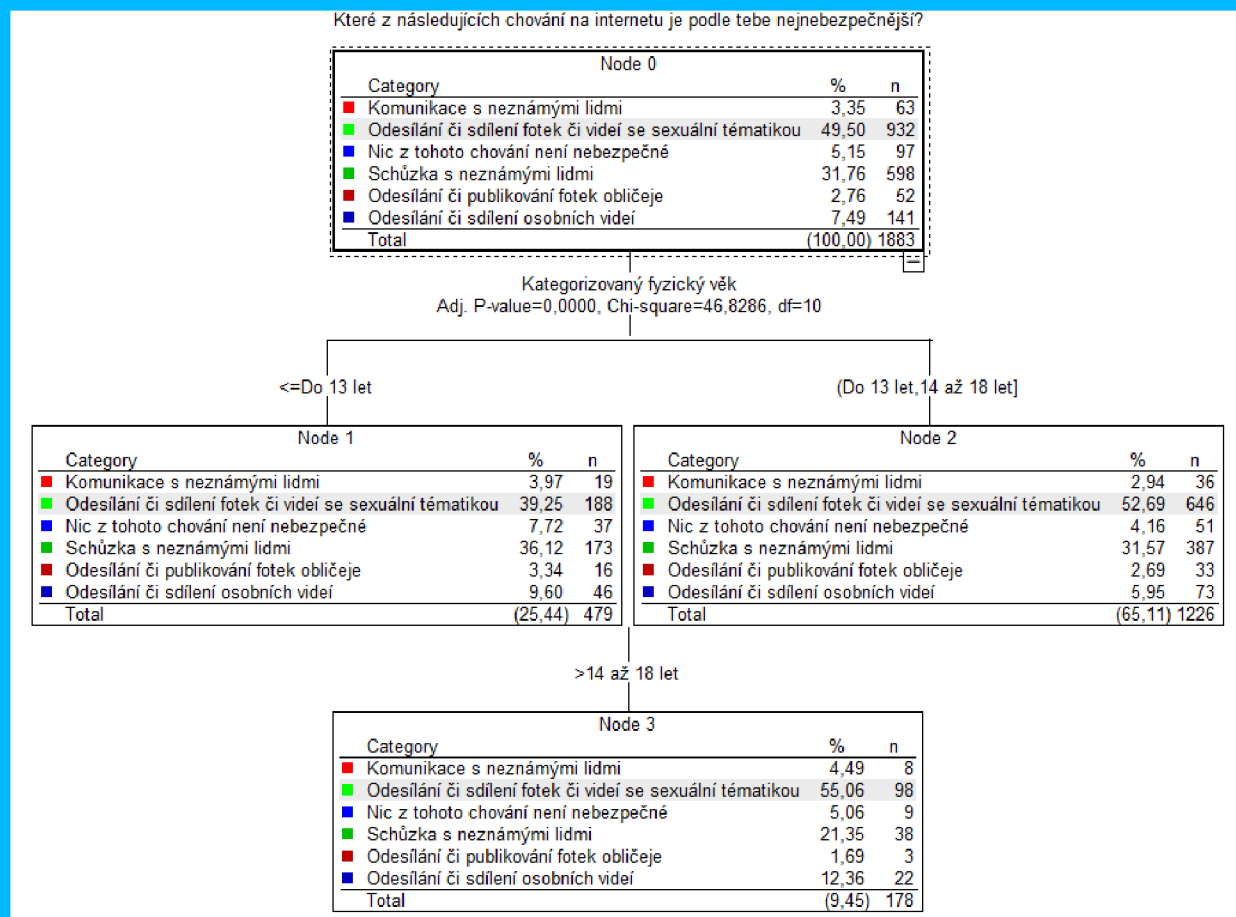 Které z následujících chování na internetu je podle tebe nejnebezpečnější?
Node 0
Category % n
Komunikace s neznámými lidmi 3,35 63
Odesílání či sdílení fotek či videí se sexuální tématikou 49,50 932
Nic z tohoto chování není nebezpečné 5,15 97
Schůzka s neznámými lidmi 31,76 598
Odesílání či publikování fotek obličeje 2,76 52
Odesílání či sdílení osobních videí 7,49 141
Total (100,00) 1883
Kategorizovaný fyzický věk
Adj. P-value=0,0000, Chi-square=46,8286, df=10
<=Do 13 let
(Do 13 let,14 až 18 let]
Node 1
Category % n
Komunikace s neznámými lidmi 3,97 19
Odesílání či sdílení fotek či videí se sexuální tématikou 39,25 188
Nic z tohoto chování není nebezpečné 7,72 37
Schůzka s neznámými lidmi 36,12 173
Odesílání či publikování fotek obličeje 3,34 16
Odesílání či sdílení osobních videí 9,60 46
Total (25,44) 479
Node 2
Category % n
Komunikace s neznámými lidmi 2,94 36
Odesílání či sdílení fotek či videí se sexuální tématikou 52,69 646
Nic z tohoto chování není nebezpečné 4,16 51
Schůzka s neznámými lidmi 31,57 387
Odesílání či publikování fotek obličeje 2,69 33
Odesílání či sdílení osobních videí 5,95 73
Total (65,11) 1226
>14 až 18 let
Node 3
Category % n
Komunikace s neznámými lidmi 4,49 8
Odesílání či sdílení fotek či videí se sexuální tématikou 55,06 98
Nic z tohoto chování není nebezpečné 5,06 9
Schůzka s neznámými lidmi 21,35 38
Odesílání či publikování fotek obličeje 1,69 3
Odesílání či sdílení osobních videí 12,36 22
Total (9,45) 178